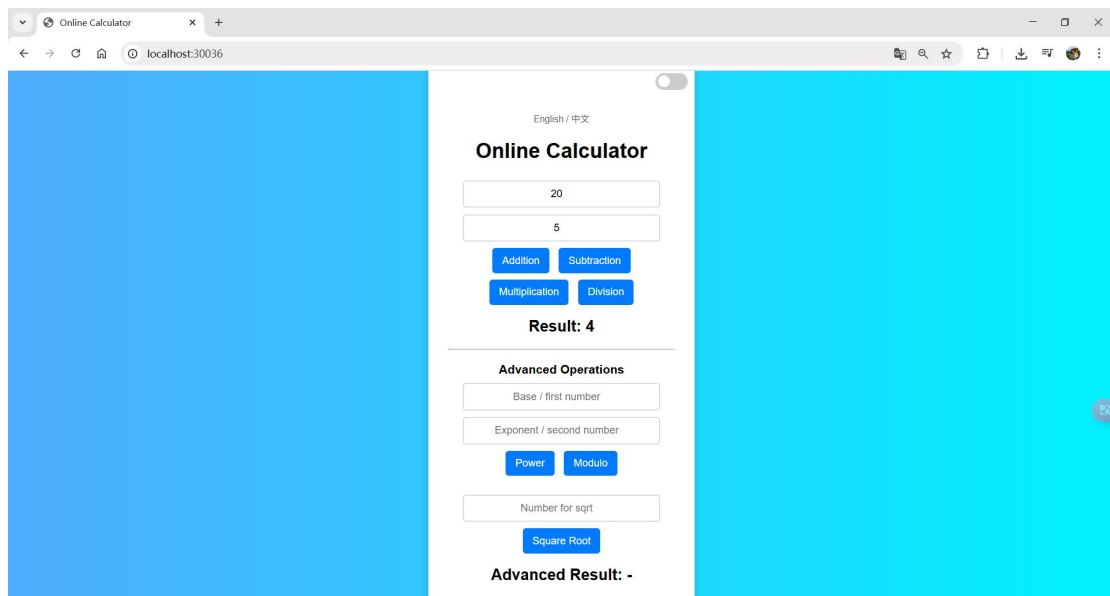 Online Calculator
localhost:30036
English / 中文
Online Calculator
20
5
Addition Subtraction
Multiplication Division
Result: 4
Advanced Operations
Base / first number
Exponent / second number
Power Modulo
Number for sqrt
Square Root
Advanced Result: -